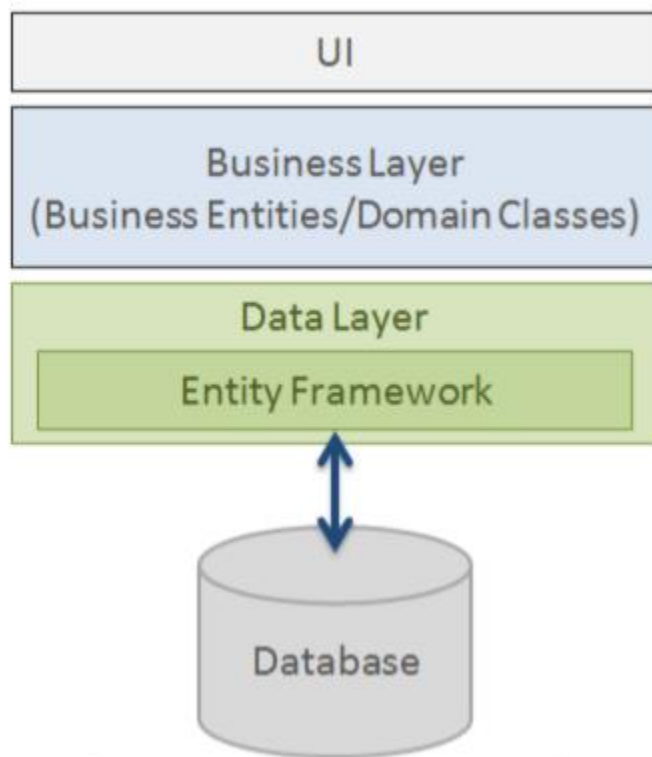 UI
Business Layer
(Business Entities/Domain Classes)
Data Layer
Entity Framework
Database